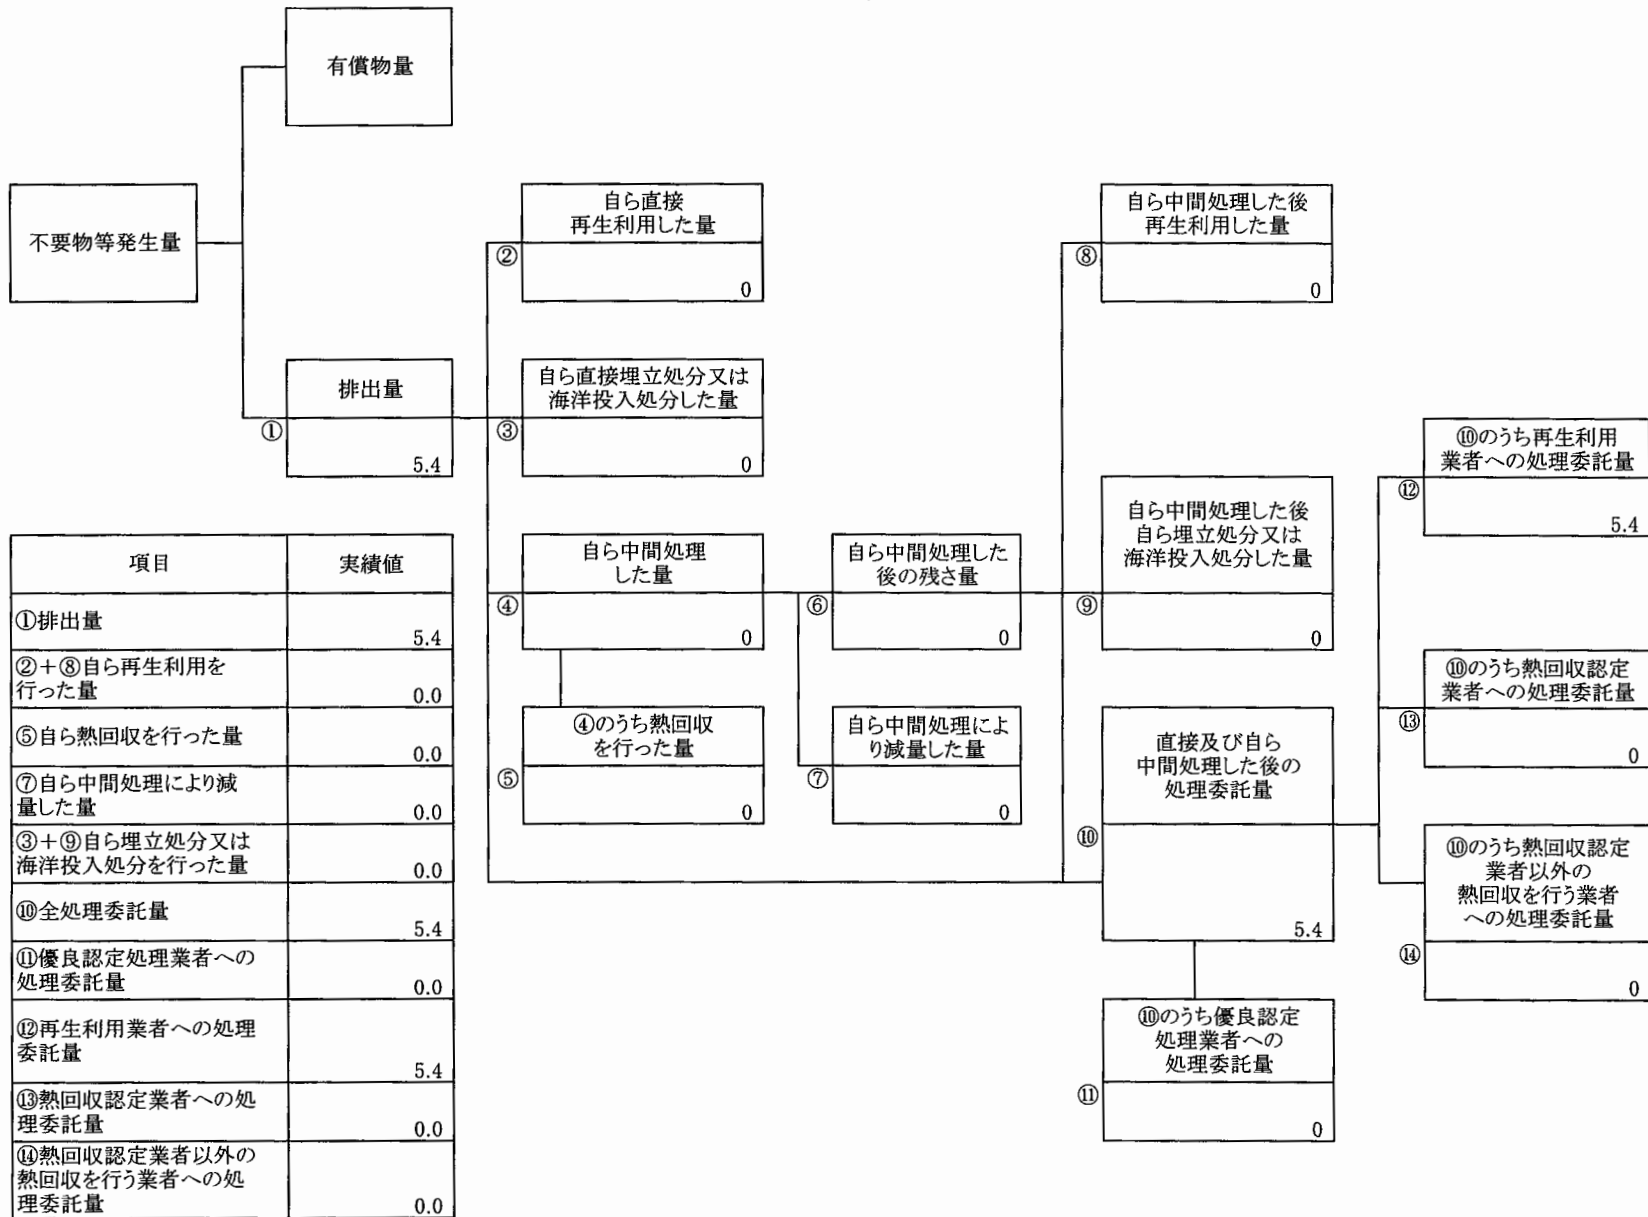 有償物量
不要物等発生量
排出量
①
5.4
自ら直接
再生利用した量
②
0
自ら直接埋立処分又は
海洋投入処分した量
③
0
自ら中間処理
した量
④
0
④のうち熱回収
を行った量
⑤
0
自ら中間処理した
後の残さ量
⑥
0
自ら中間処理によ
り減量した量
⑦
0
自ら中間処理した後
再生利用した量
⑧
0
自ら中間処理した後
自ら埋立処分又は
海洋投入処分した量
⑨
0
直接及び自ら
中間処理した後の
処理委託量
⑩
5.4
⑩のうち優良認定
処理業者への
処理委託量
⑪
0
⑩のうち再生利用
業者への処理委託量
⑫
5.4
⑩のうち熱回収認定
業者への処理委託量
⑬
0
⑩のうち熱回収認定
業者以外の
熱回収を行う業者
への処理委託量
⑭
0
項目 実績値
①排出量
5.4
②+⑧自ら再生利用を
行った量
0.0
⑤自ら熱回収を行った量
0.0
⑦自ら中間処理により減
量した量
0.0
③+⑨自ら埋立処分又は
海洋投入処分を行った量
0.0
⑩全処理委託量
5.4
⑪優良認定処理業者への
処理委託量
0.0
⑫再生利用業者への処理
委託量
5.4
⑬熱回収認定業者への処
理委託量
0.0
⑭熱回収認定業者以外の
熱回収を行う業者への処
理委託量
0.0